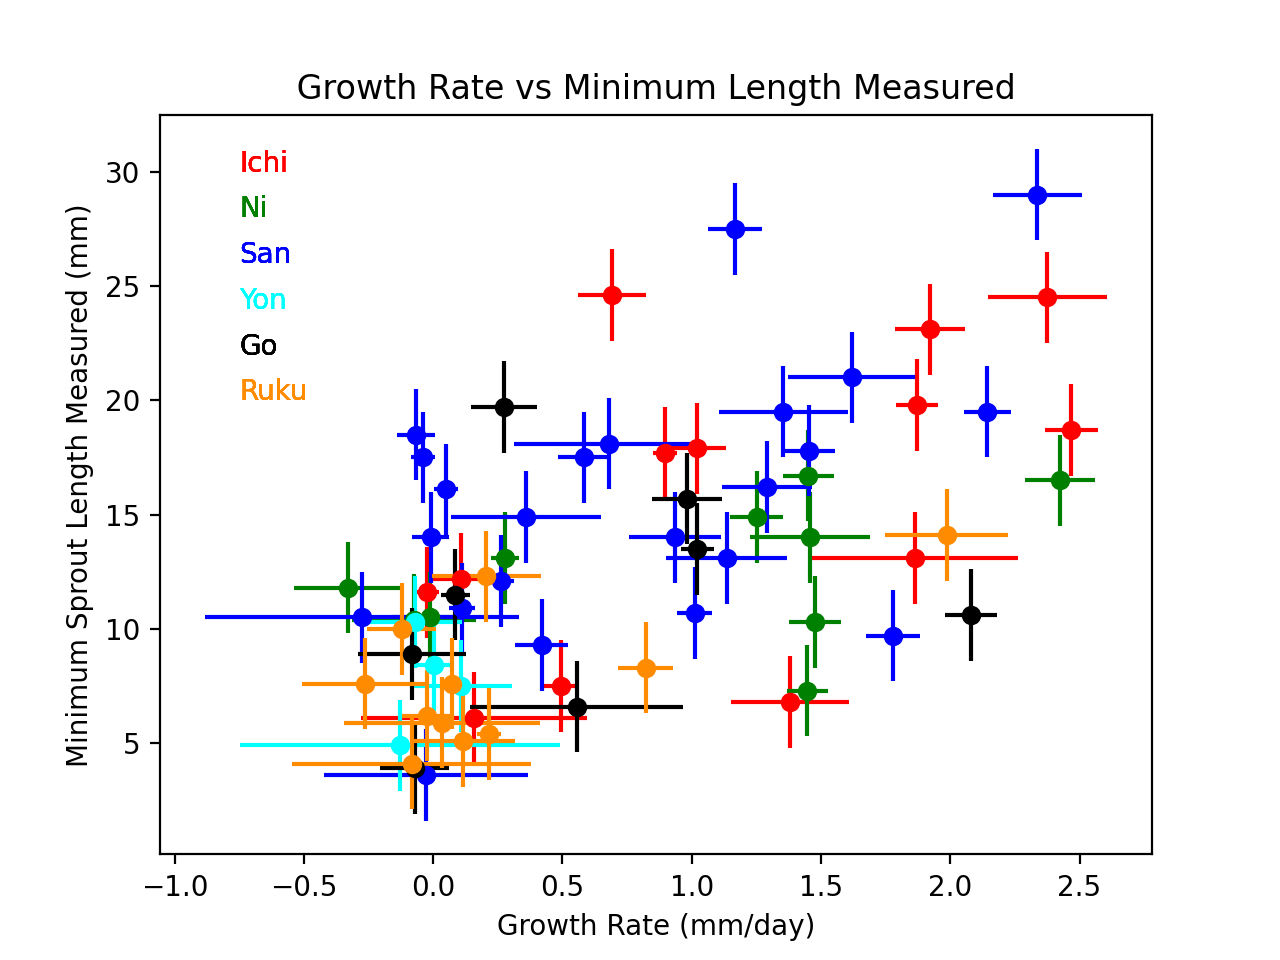 Growth Rate vs Minimum Length Measured
Minimum Sprout Length Measured (mm)
30
25
20
15
10
5
Ichi
Ni
San
Yon
Go
Ruku
−1.0 −0.5 0.0 0.5 1.0 1.5 2.0 2.5
Growth Rate (mm/day)